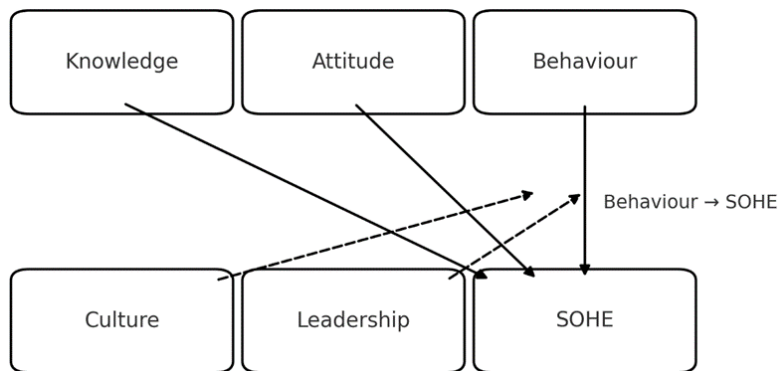 Knowledge
Attitude
Behaviour
Behaviour → SOHE
Culture
Leadership
SOHE